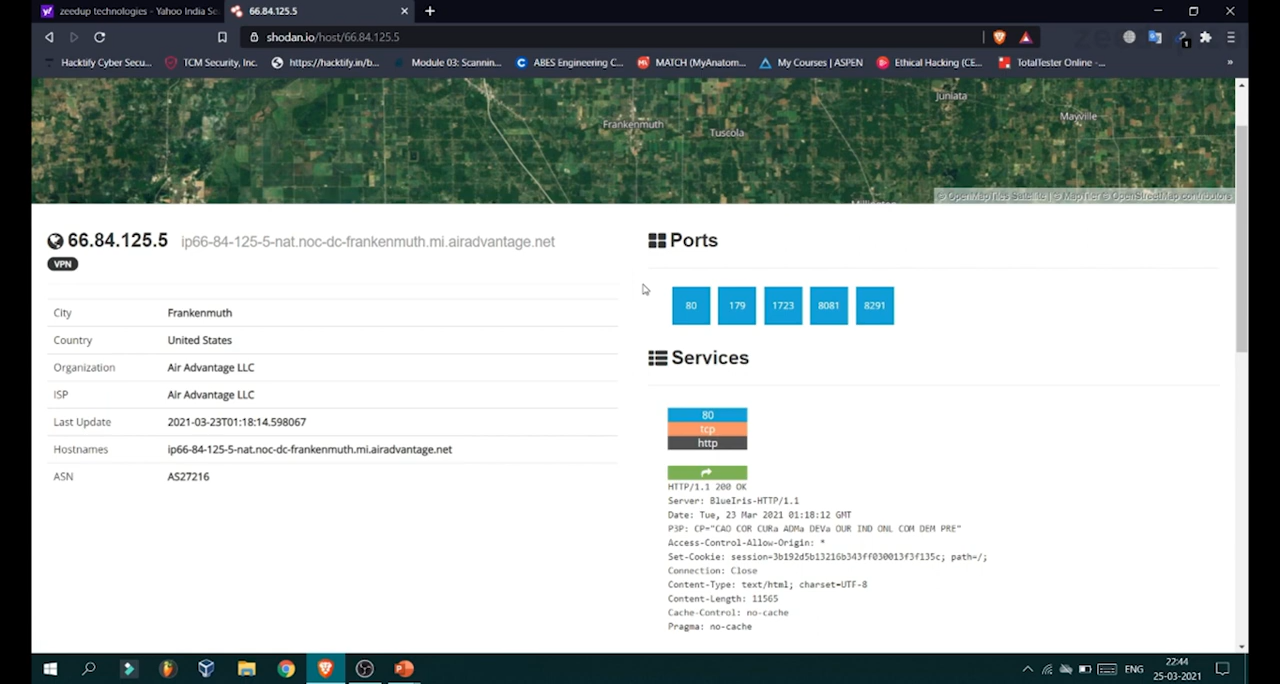 zeedup technologies - Yahoo India Se
66.84.125.5
shodan.io/host/66.84.125.5
1
Hacktify Cyber Secu...
TCM Security, Inc.
https://hacktify.in/b...
Module 03: Scannin...
ABES Engineering C...
MATCH (MyAnatom...
My Courses | ASPEN
Ethical Hacking (CE...
TotalTester Online -...
»
Juniata
Frankenmuth
Tuscola
Mayville
© OpenMapTiles Satellite | © MapTiler © OpenStreetMap contributors
66.84.125.5 ip66-84-125-5-nat.noc-dc-frankenmuth.mi.airadvantage.net
VPN
City Frankenmuth
Country United States
Organization Air Advantage LLC
ISP Air Advantage LLC
Last Update 2021-03-23T01:18:14.598067
Hostnames ip66-84-125-5-nat.noc-dc-frankenmuth.mi.airadvantage.net
ASN AS27216
Ports
80 179 1723 8081 8291
Services
80
tcp
http
HTTP/1.1 200 OK
Server: BlueIris-HTTP/1.1
Date: Tue, 23 Mar 2021 01:18:12 GMT
P3P: CP="CAO COR CURa ADMa DEVa OUR IND ONL COM DEM PRE"
Access-Control-Allow-Origin: *
Set-Cookie: session=3b192d5b13216b343ff030013f3f135c; path=/;
Connection: Close
Content-Type: text/html; charset=UTF-8
Content-Length: 11565
Cache-Control: no-cache
Pragma: no-cache
ENG
22:44
25-03-2021